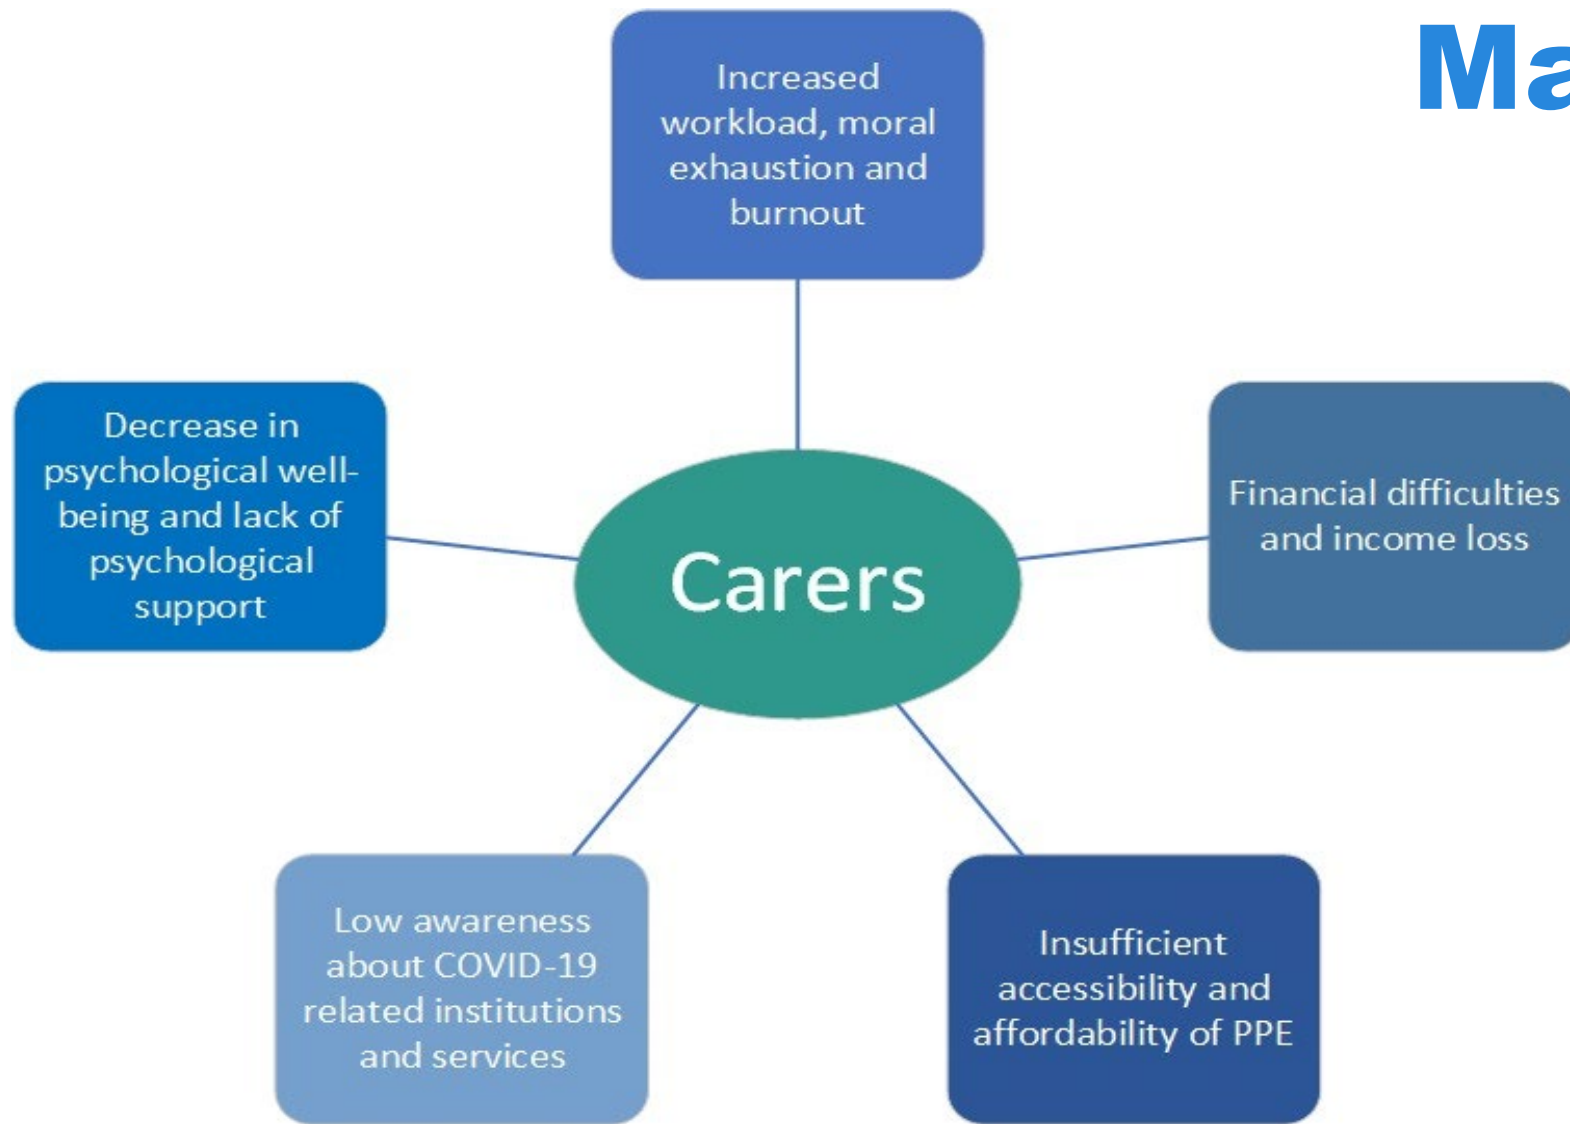 Ma
Increased
workload, moral
exhaustion and
burnout
Decrease in
psychological well-
being and lack of
psychological
support
Carers
Financial difficulties
and income loss
Low awareness
about COVID-19
related institutions
and services
Insufficient
accessibility and
affordability of PPE